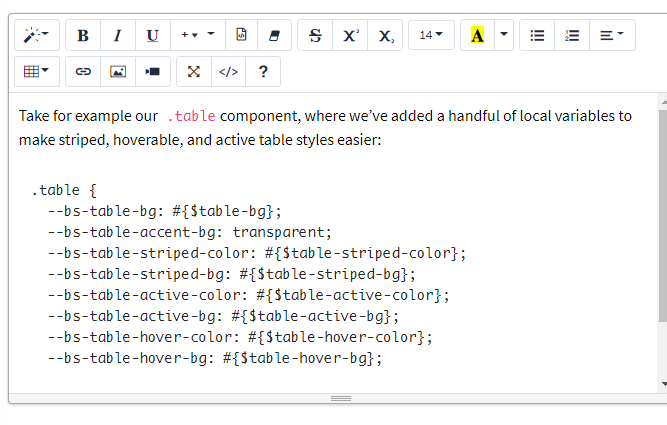 B I U S X² X₂ 14 A
</> ?
Take for example our .table component, where we’ve added a handful of local variables to
make striped, hoverable, and active table styles easier:
.table {
--bs-table-bg: #{$table-bg};
--bs-table-accent-bg: transparent;
--bs-table-striped-color: #{$table-striped-color};
--bs-table-striped-bg: #{$table-striped-bg};
--bs-table-active-color: #{$table-active-color};
--bs-table-active-bg: #{$table-active-bg};
--bs-table-hover-color: #{$table-hover-color};
--bs-table-hover-bg: #{$table-hover-bg};